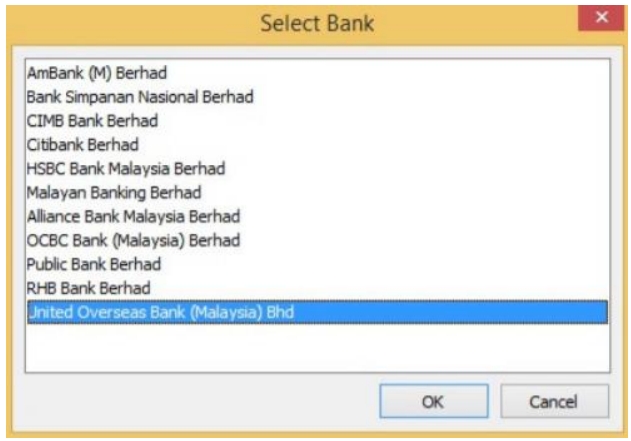 Select Bank
AmBank (M) Berhad
Bank Simpanan Nasional Berhad
CIMB Bank Berhad
Citibank Berhad
HSBC Bank Malaysia Berhad
Malayan Banking Berhad
Alliance Bank Malaysia Berhad
OCBC Bank (Malaysia) Berhad
Public Bank Berhad
RHB Bank Berhad
United Overseas Bank (Malaysia) Bhd
OK Cancel